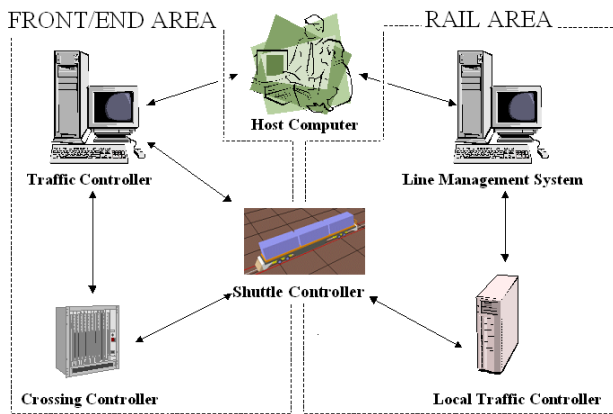 FRONT/END AREA
RAIL AREA
Host Computer
Traffic Controller
Line Management System
Shuttle Controller
Crossing Controller
Local Traffic Controller